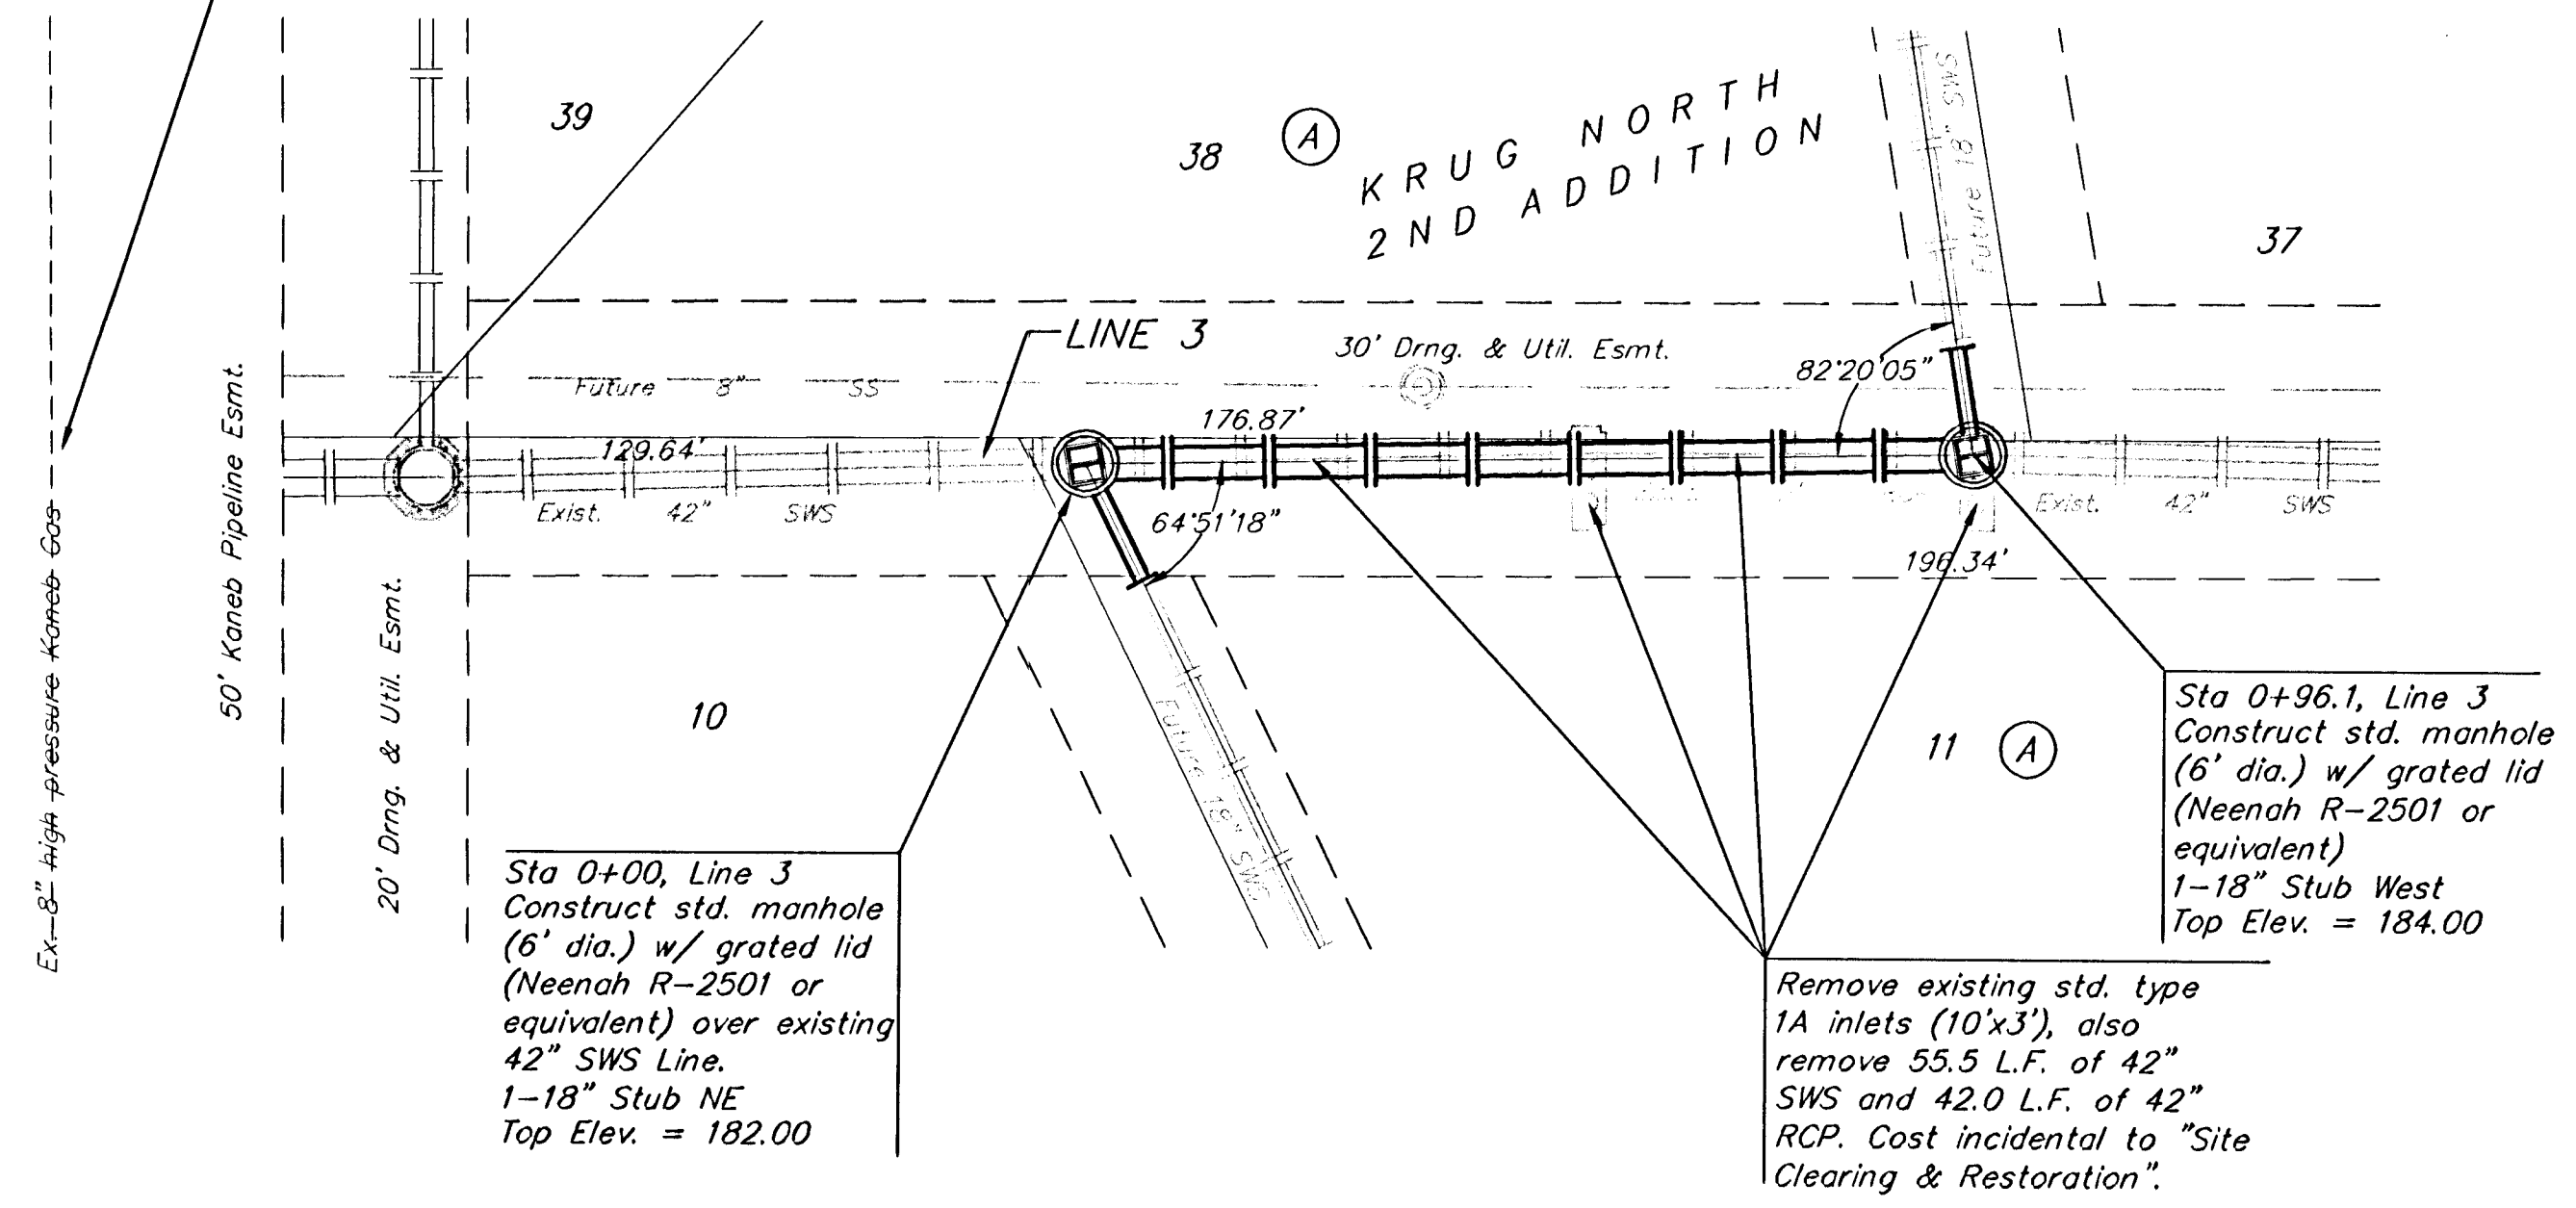 39
38
A
KRUG NORTH
2ND ADDITION
Future 18" SWS
37
LINE 3
30' Drng. & Util. Esmt.
82°20'05"
Future 8" SS
176.87'
129.64'
Exist. 42" SWS
64°51'18"
Exist. 42" SWS
196.34'
50' Kaneb Pipeline Esmt.
Ex. 8" high pressure Kaneb Gas
20' Drng. & Util. Esmt.
10
Future 18" SWS
11
A
Sta 0+96.1, Line 3
Construct std. manhole
(6' dia.) w/ grated lid
(Neenah R-2501 or
equivalent)
1-18" Stub West
Top Elev. = 184.00
Sta 0+00, Line 3
Construct std. manhole
(6' dia.) w/ grated lid
(Neenah R-2501 or
equivalent) over existing
42" SWS Line.
1-18" Stub NE
Top Elev. = 182.00
Remove existing std. type
1A inlets (10'x3'), also
remove 55.5 L.F. of 42"
SWS and 42.0 L.F. of 42"
RCP. Cost incidental to "Site
Clearing & Restoration".